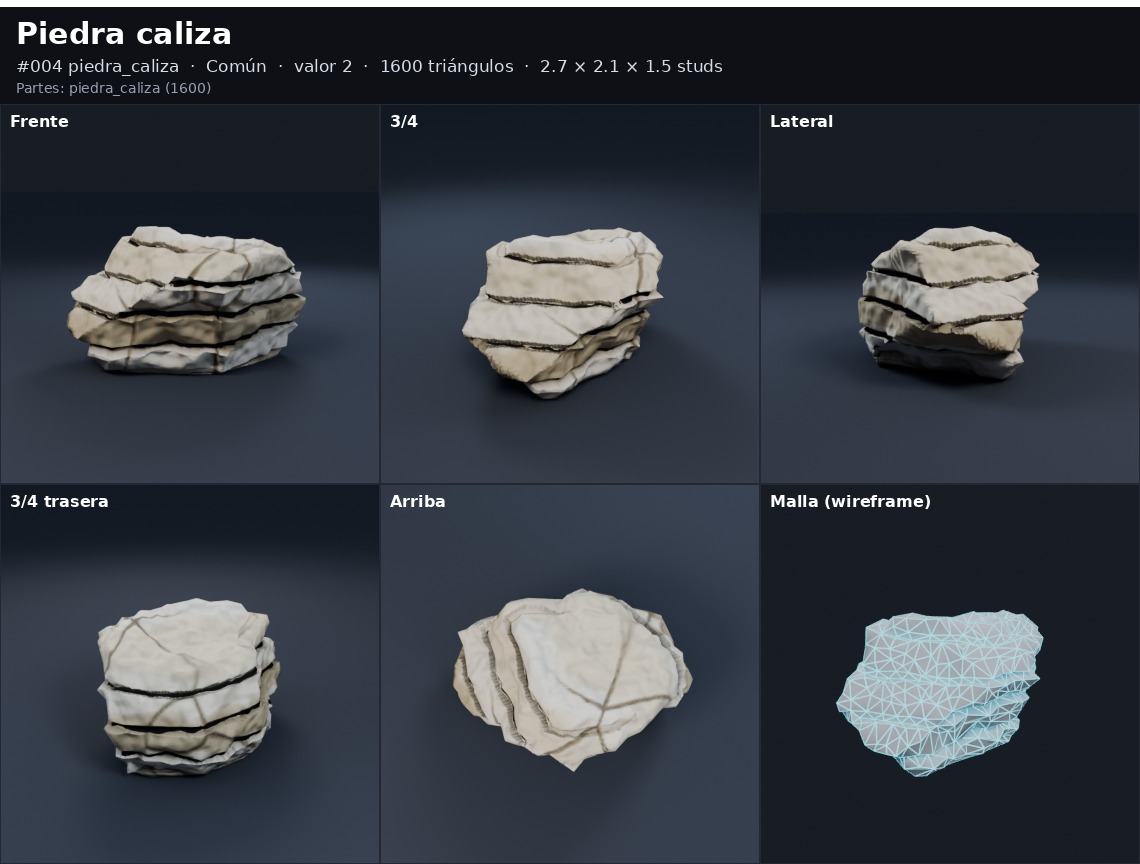 Piedra caliza
#004 piedra_caliza · Común · valor 2 · 1600 triángulos · 2.7 × 2.1 × 1.5 studs
Partes: piedra_caliza (1600)
Frente
3/4
Lateral
3/4 trasera
Arriba
Malla (wireframe)